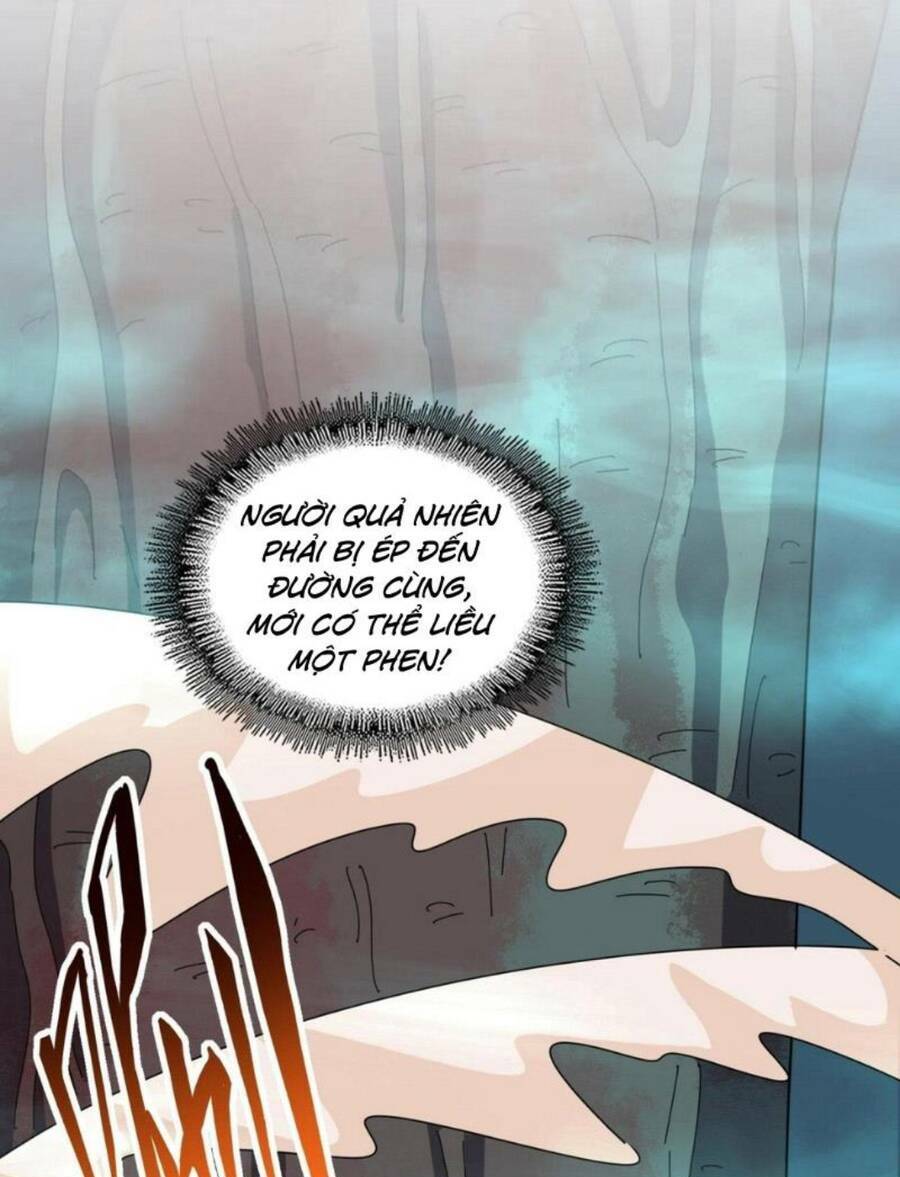 NGƯỜI QUẢ NHIÊN
PHẢI BỊ ÉP ĐẾN
ĐƯỜNG CÙNG,
MỚI CÓ THỂ LIỀU
MỘT PHEN!